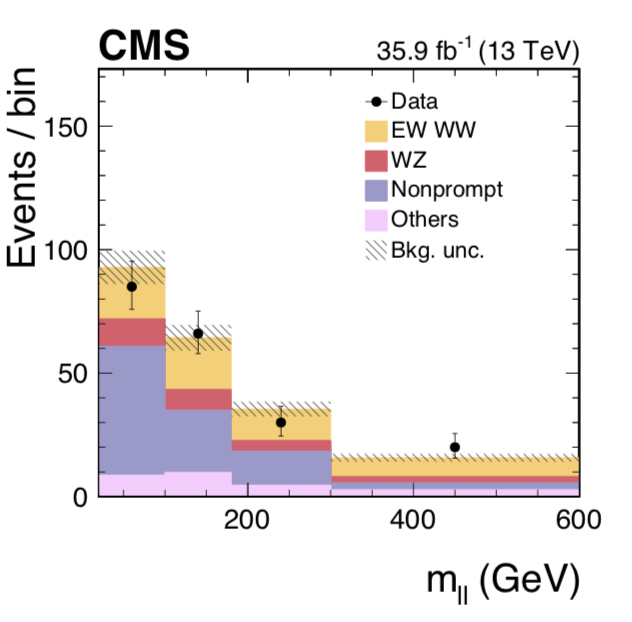 CMS
35.9 fb⁻¹ (13 TeV)
Events / bin
150
100
50
0
Data
EW WW
WZ
Nonprompt
Others
Bkg. unc.
200
400
600
m_ll (GeV)